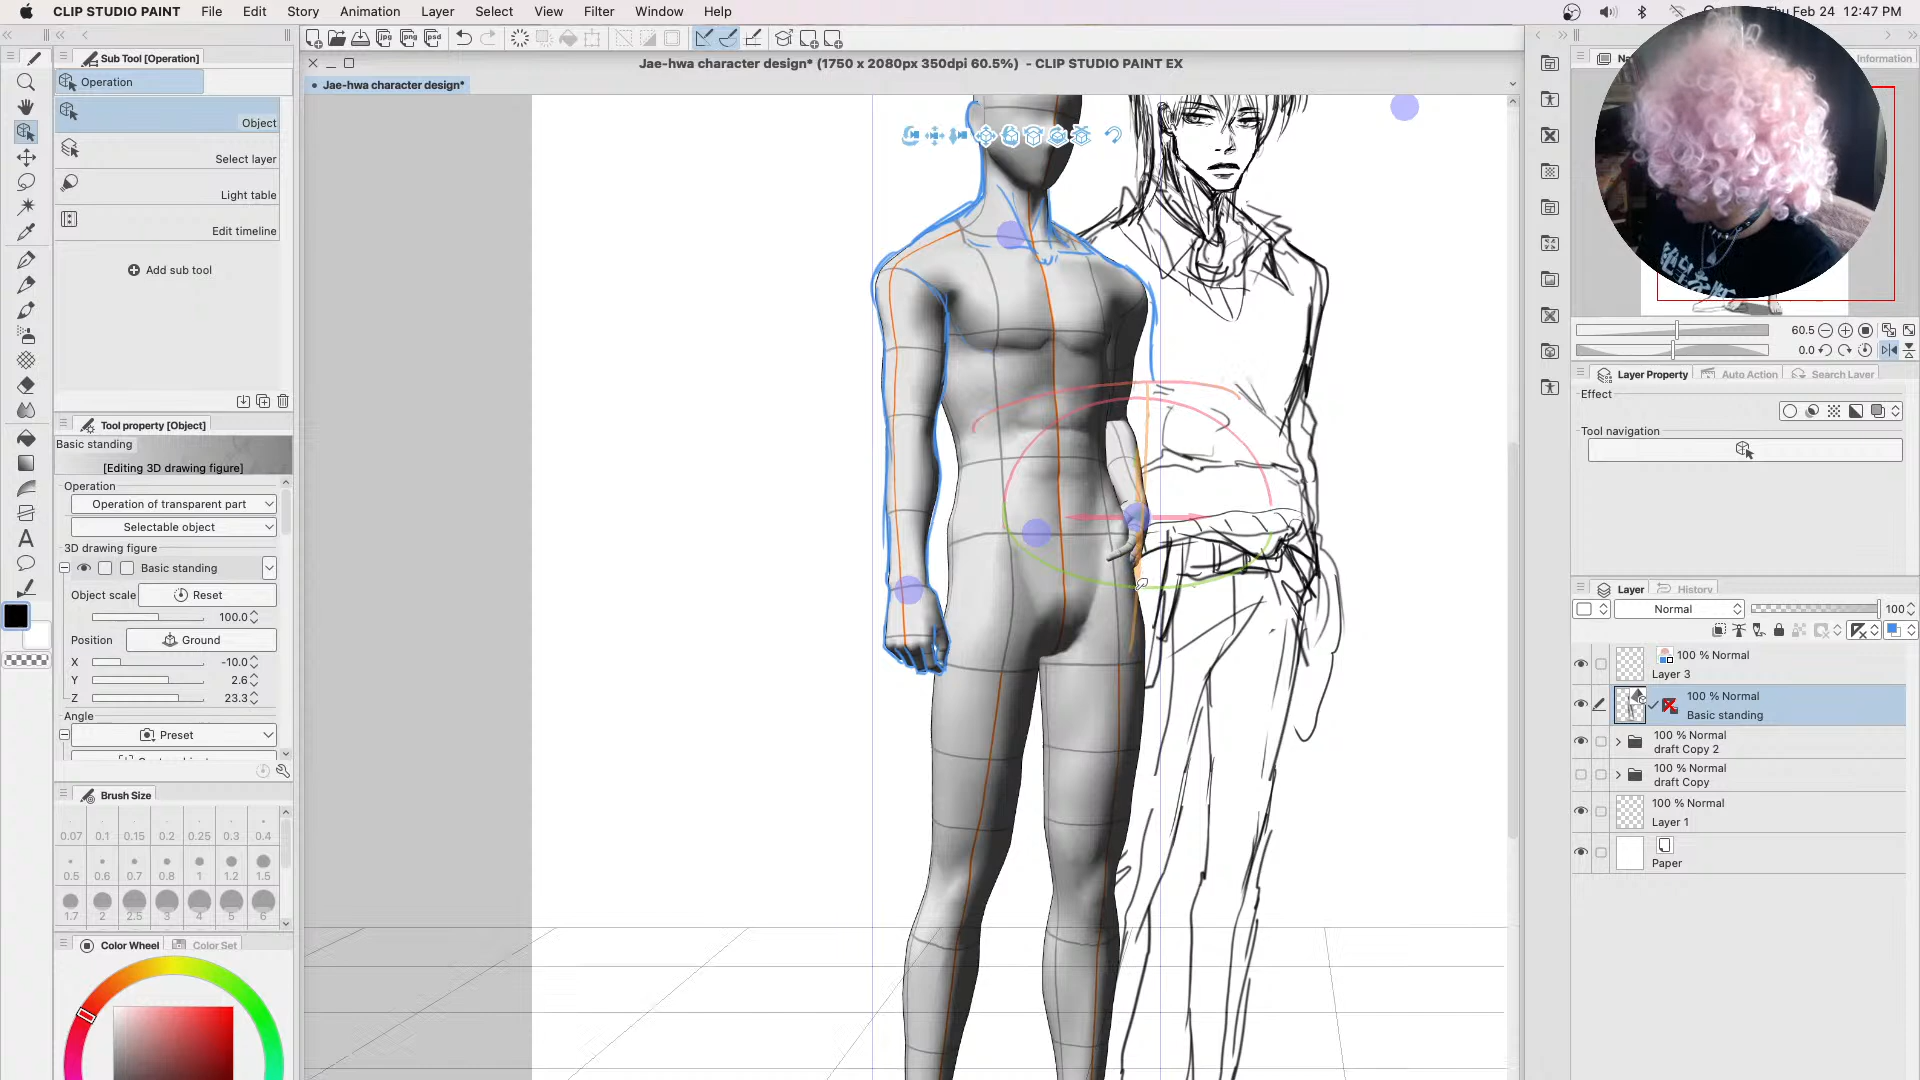 CLIP STUDIO PAINT File Edit Story Animation Layer Select View Filter Window Help
Thu Feb 24 12:47 PM
Sub Tool [Operation]
Jae-hwa character design* (1750 x 2080px 350dpi 60.5%) - CLIP STUDIO PAINT EX
Information
Operation
Jae-hwa character design*
Object
Select layer
Light table
Edit timeline
Add sub tool
60.5
0.0
Layer Property Auto Action Search Layer
Effect
Tool navigation
Tool property [Object]
Basic standing
[Editing 3D drawing figure]
Operation
Operation of transparent part
Selectable object
3D drawing figure
Basic standing
Object scale Reset
100.0
Position Ground
X -10.0
Y 2.6
Z 23.3
Angle
Preset
Layer History
Normal 100
100 % Normal
Layer 3
100 % Normal
Basic standing
100 % Normal
draft Copy 2
100 % Normal
draft Copy
100 % Normal
Layer 1
Paper
Brush Size
0.07 0.1 0.15 0.2 0.25 0.3 0.4
0.5 0.6 0.7 0.8 1 1.2 1.5
1.7 2 2.5 3 4 5 6
Color Wheel Color Set